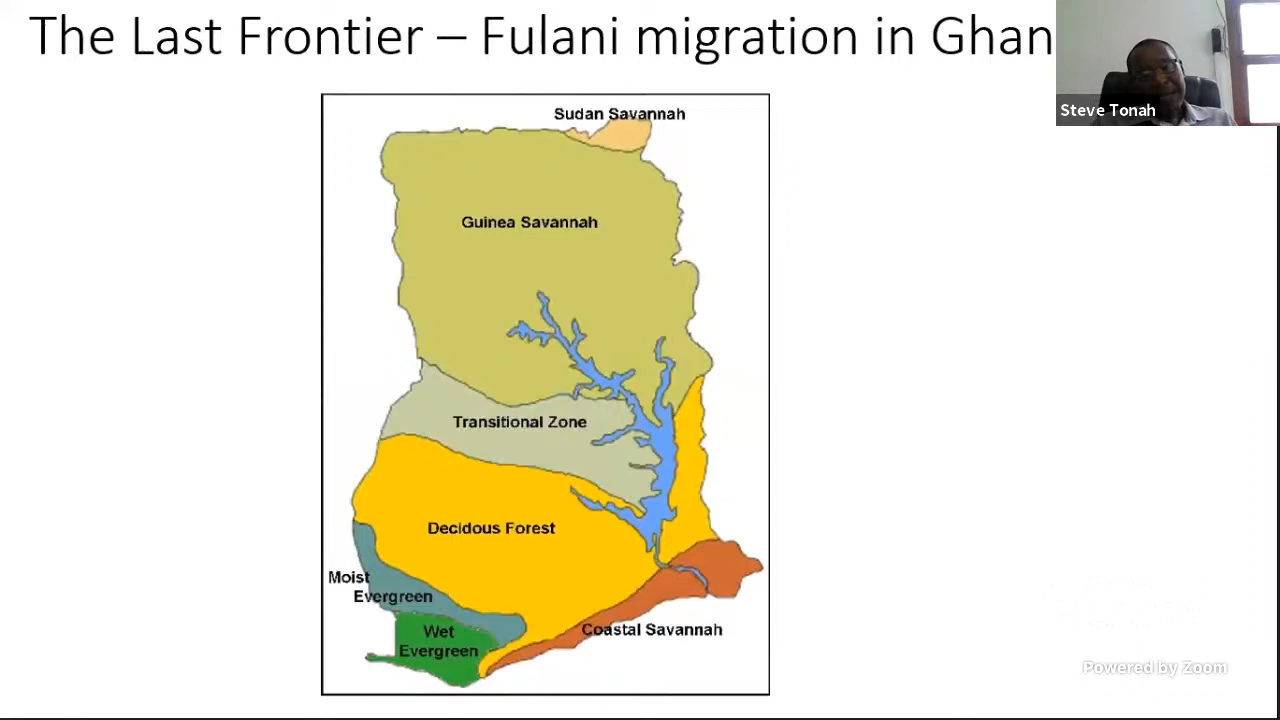 The Last Frontier – Fulani migration in Ghan
Steve Tonah
Sudan Savannah
Guinea Savannah
Transitional Zone
Decidous Forest
Moist
Evergreen
Wet
Evergreen
Coastal Savannah
Powered by Zoom